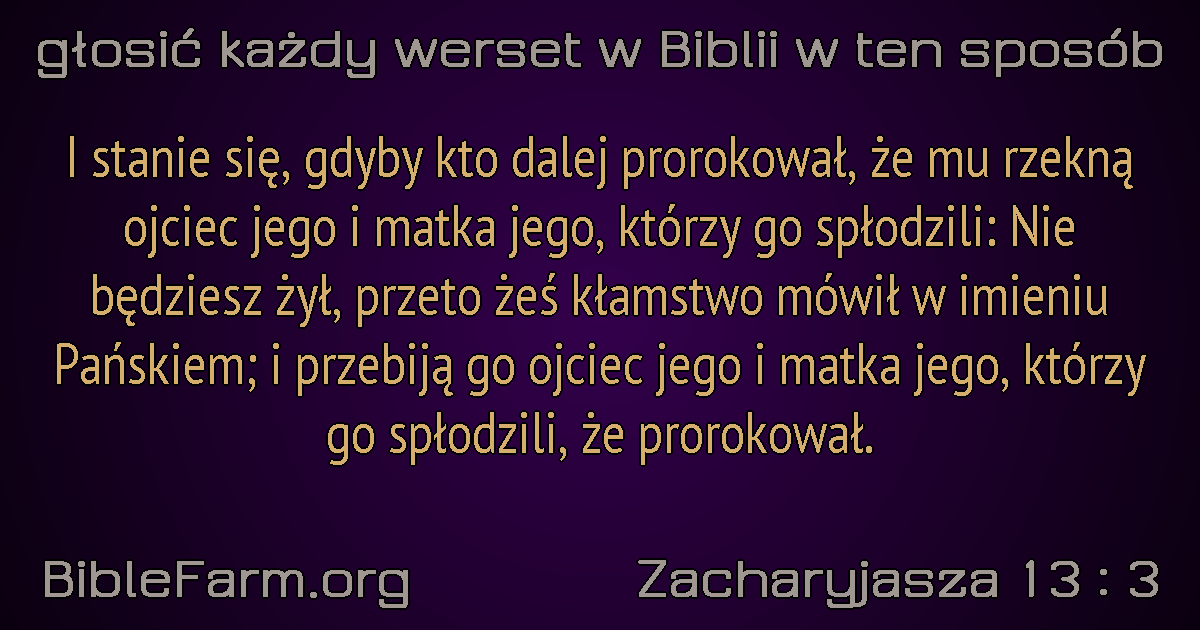 głosić każdy werset w Biblii w ten sposób
I stanie się, gdyby kto dalej prorokował, że mu rzekną
ojciec jego i matka jego, którzy go spłodzili: Nie
będziesz żył, przeto żeś kłamstwo mówił w imieniu
Pańskiem; i przebiją go ojciec jego i matka jego, którzy
go spłodzili, że prorokował.
BibleFarm.org
Zacharyjasza 13 : 3